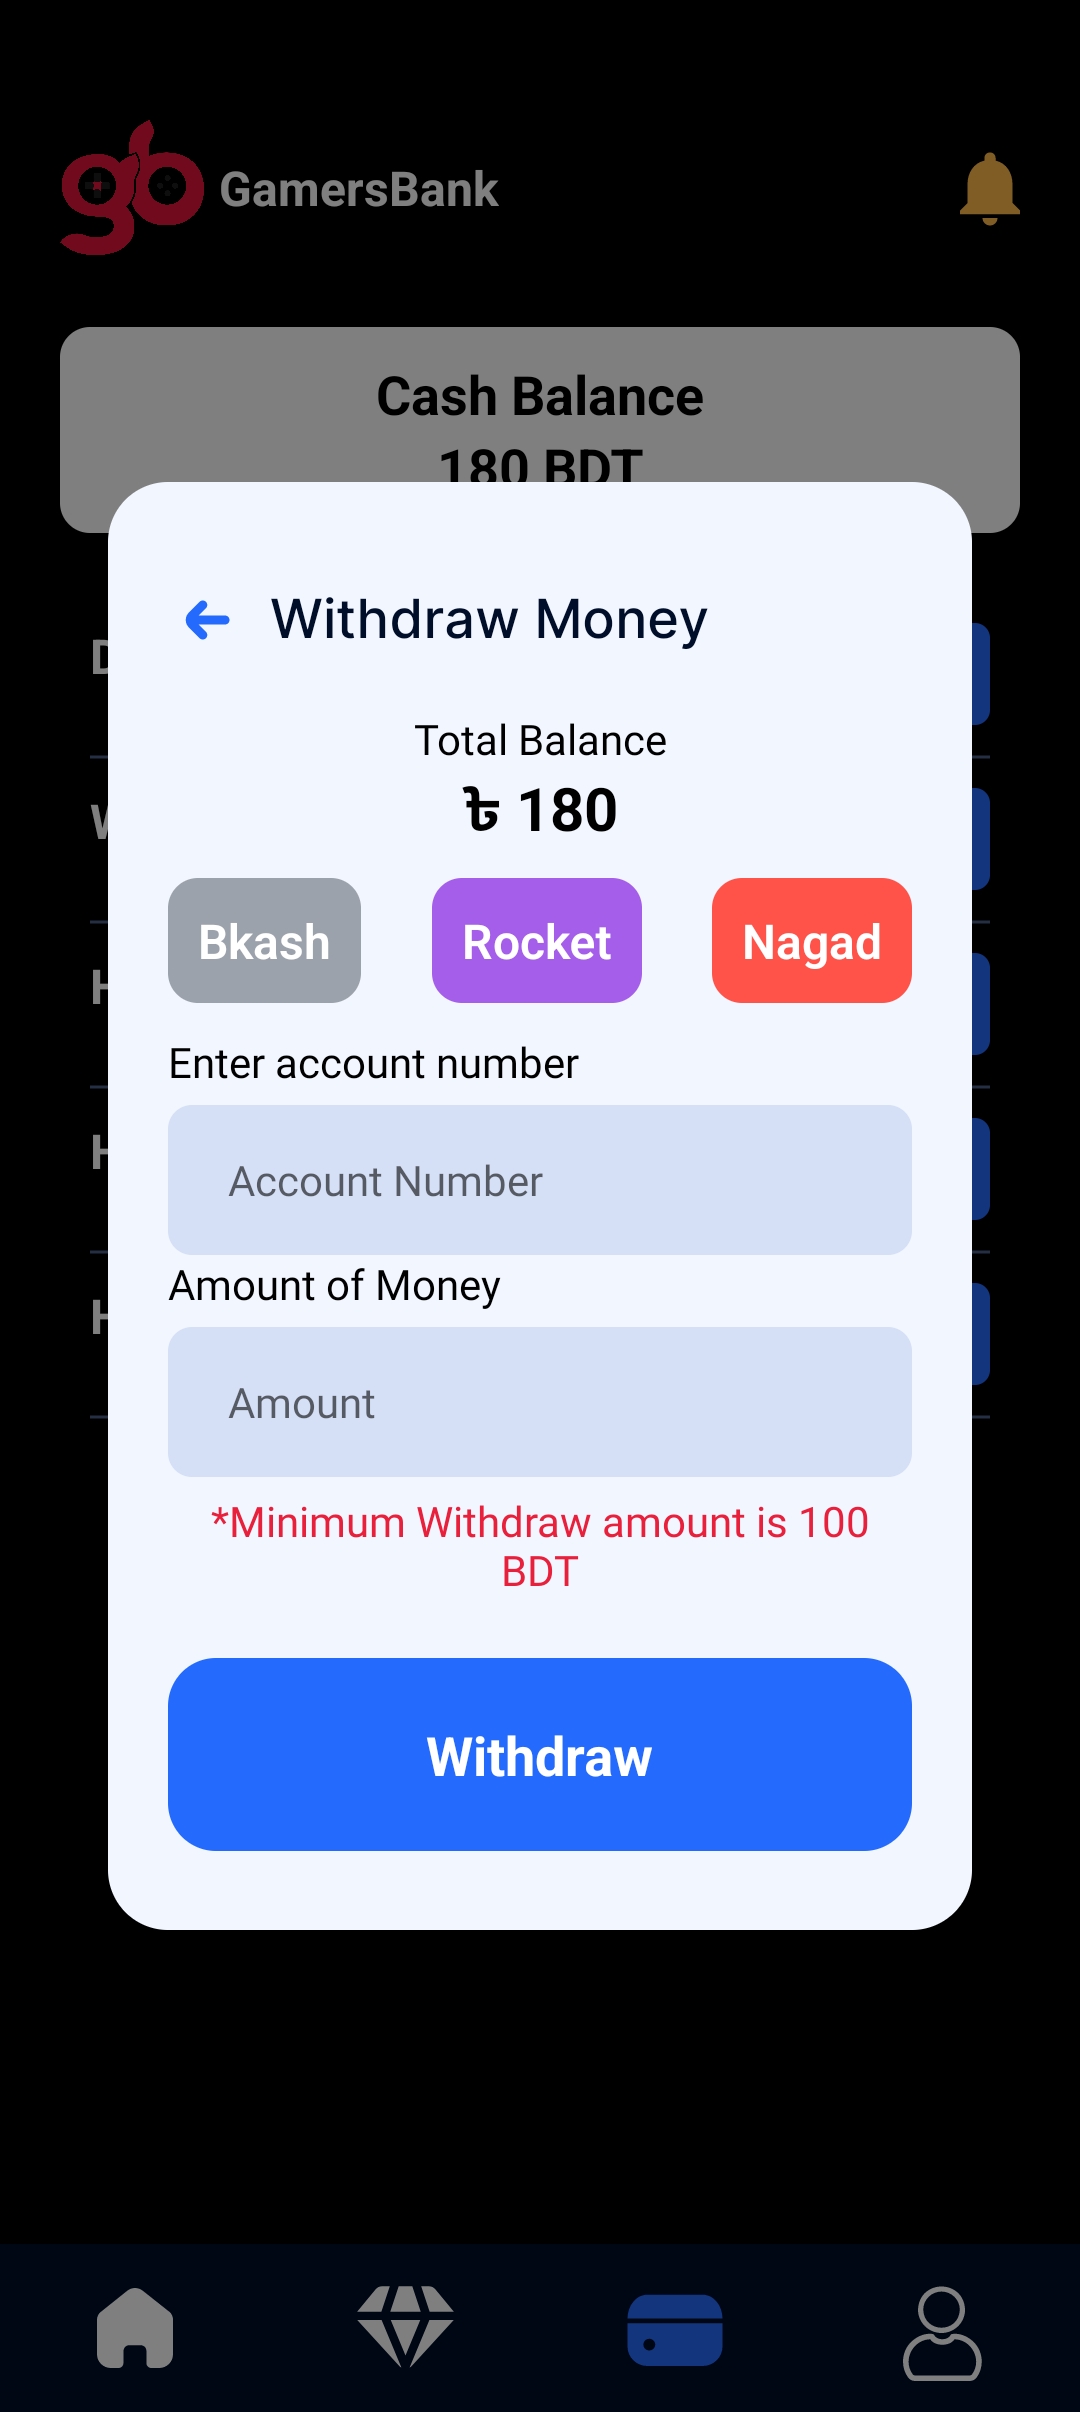 gb GamersBank
Cash Balance
180 BDT
Withdraw Money
Total Balance
৳ 180
Bkash Rocket Nagad
Enter account number
Account Number
Amount of Money
Amount
*Minimum Withdraw amount is 100
BDT
Withdraw